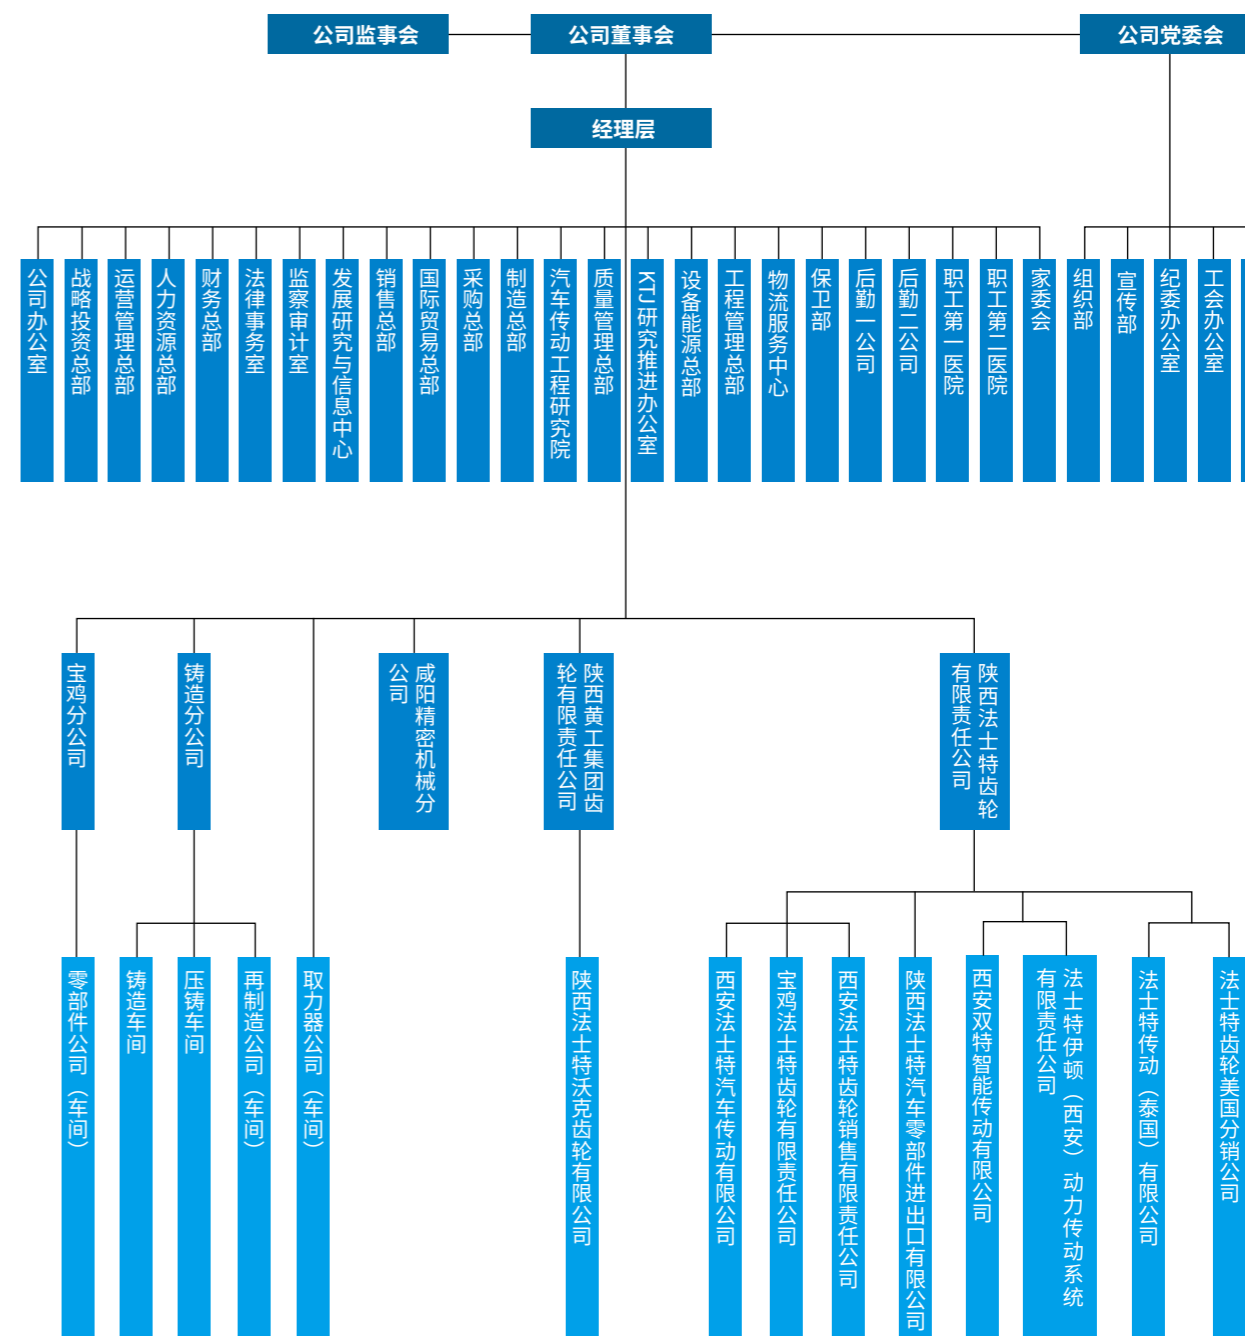 公司监事会
公司董事会
公司党委会
经理层
公司办公室
战略投资总部
运营管理总部
人力资源总部
财务总部
法律事务室
监察审计室
发展研究与信息中心
销售总部
国际贸易总部
采购总部
制造总部
汽车传动工程研究院
质量管理总部
KTJ研究推进办公室
设备能源总部
工程管理总部
物流服务中心
保卫部
后勤一公司
后勤二公司
职工第一医院
职工第二医院
家委会
组织部
宣传部
纪委办公室
工会办公室
宝鸡分公司
铸造分公司
咸阳精密机械分
公司
陕西黄工集团齿
轮有限责任公司
陕西法士特齿轮
有限责任公司
零部件公司（车间）
铸造车间
压铸车间
再制造公司（车间）
取力器公司（车间）
陕西法士特沃克齿轮有限公司
西安法士特汽车传动有限公司
宝鸡法士特齿轮有限责任公司
西安法士特齿轮销售有限责任公司
陕西法士特汽车零部件进出口有限公司
西安双特智能传动有限公司
法士特伊顿（西安）动力传动系统
有限责任公司
法士特传动（泰国）有限公司
法士特齿轮美国分销公司